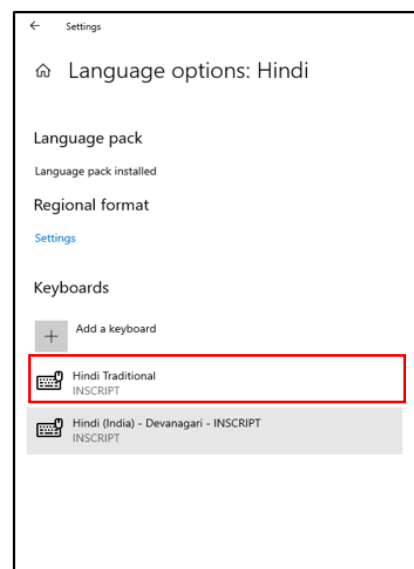 Settings
Language options: Hindi
Language pack
Language pack installed
Regional format
Settings
Keyboards
Add a keyboard
Hindi Traditional
INSCRIPT
Hindi (India) - Devanagari - INSCRIPT
INSCRIPT